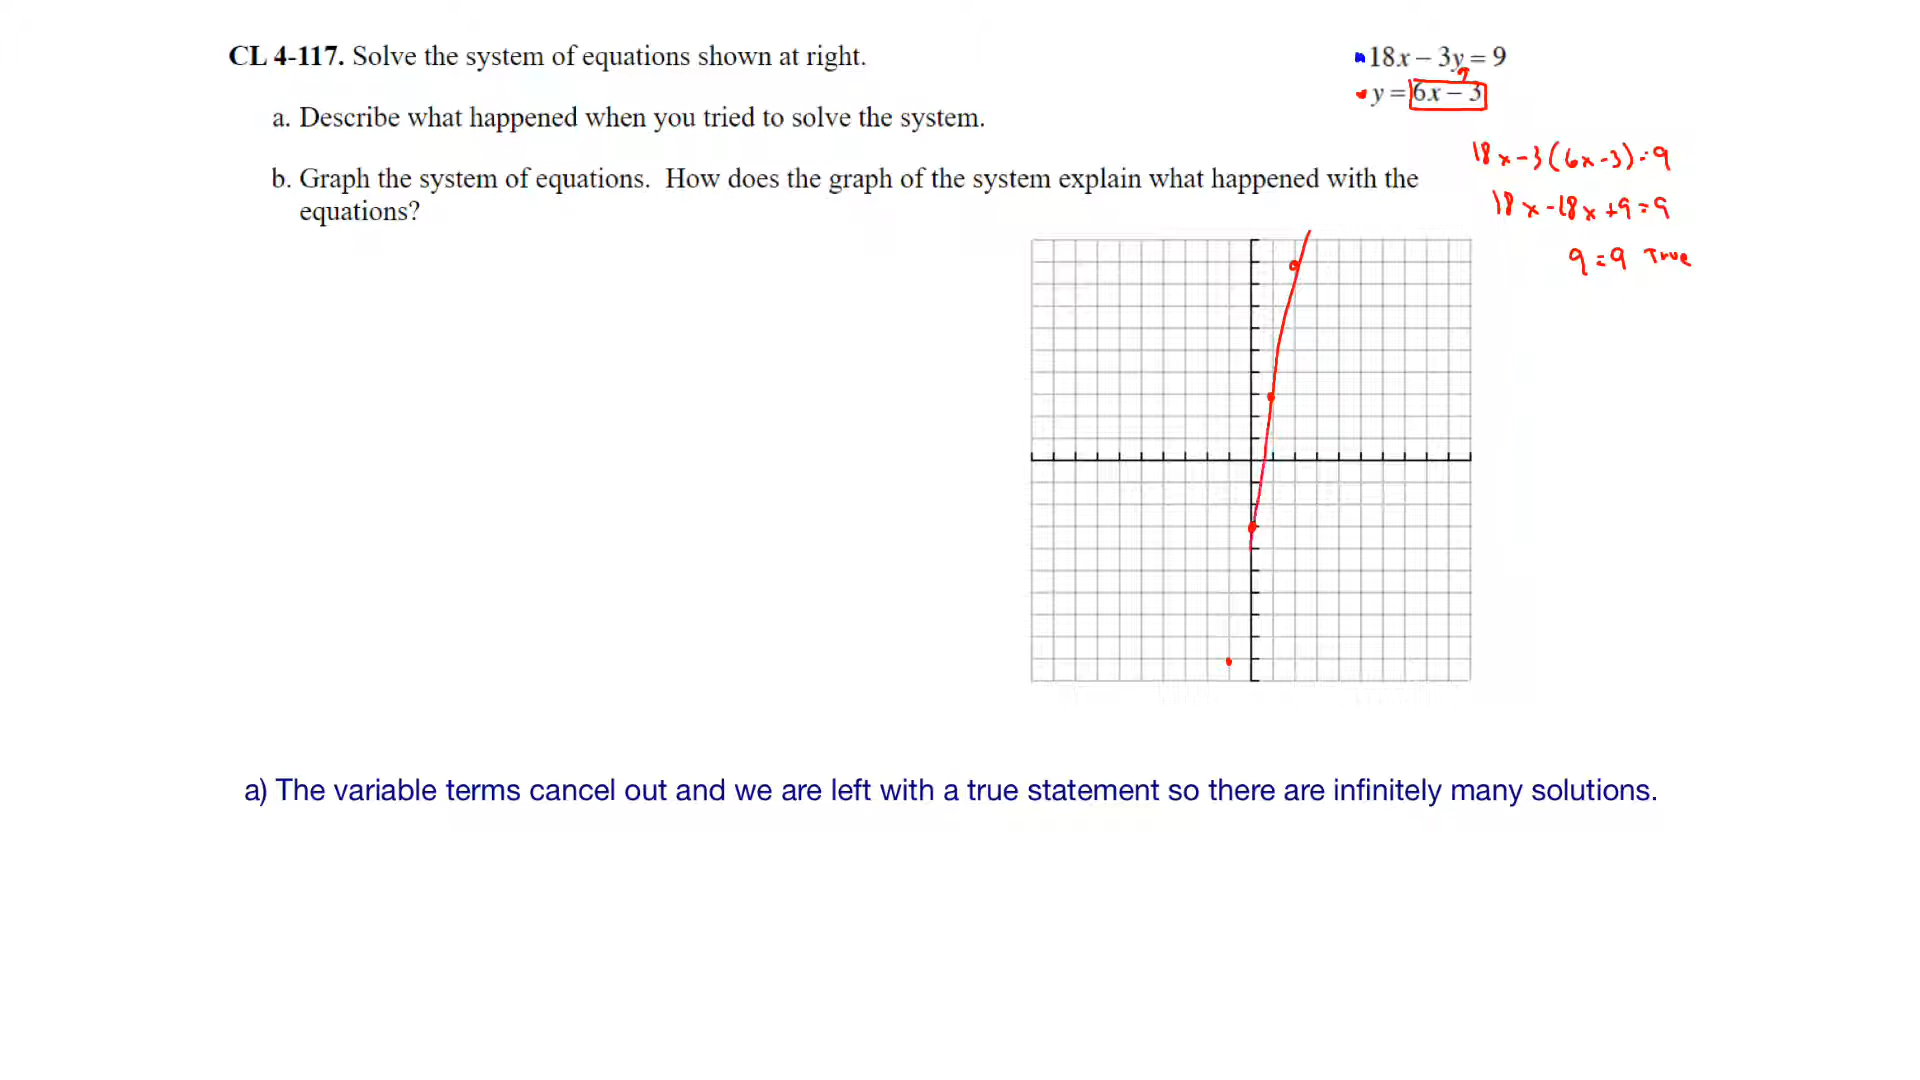 CL 4-117. Solve the system of equations shown at right.
18x – 3y = 9
y = 6x – 3
a. Describe what happened when you tried to solve the system.
b. Graph the system of equations.  How does the graph of the system explain what happened with the
equations?
18x-3(6x-3)=9
18x-18x+9=9
9=9 True
a) The variable terms cancel out and we are left with a true statement so there are infinitely many solutions.